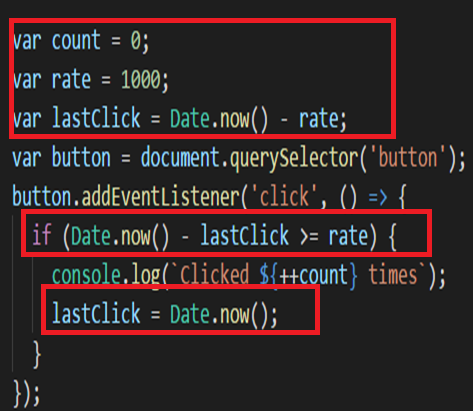 var count = 0;
var rate = 1000;
var lastClick = Date.now() - rate;
var button = document.querySelector('button');
button.addEventListener('click', () => {
if (Date.now() - lastClick >= rate) {
console.log(`Clicked ${++count} times`);
lastClick = Date.now();
}
});